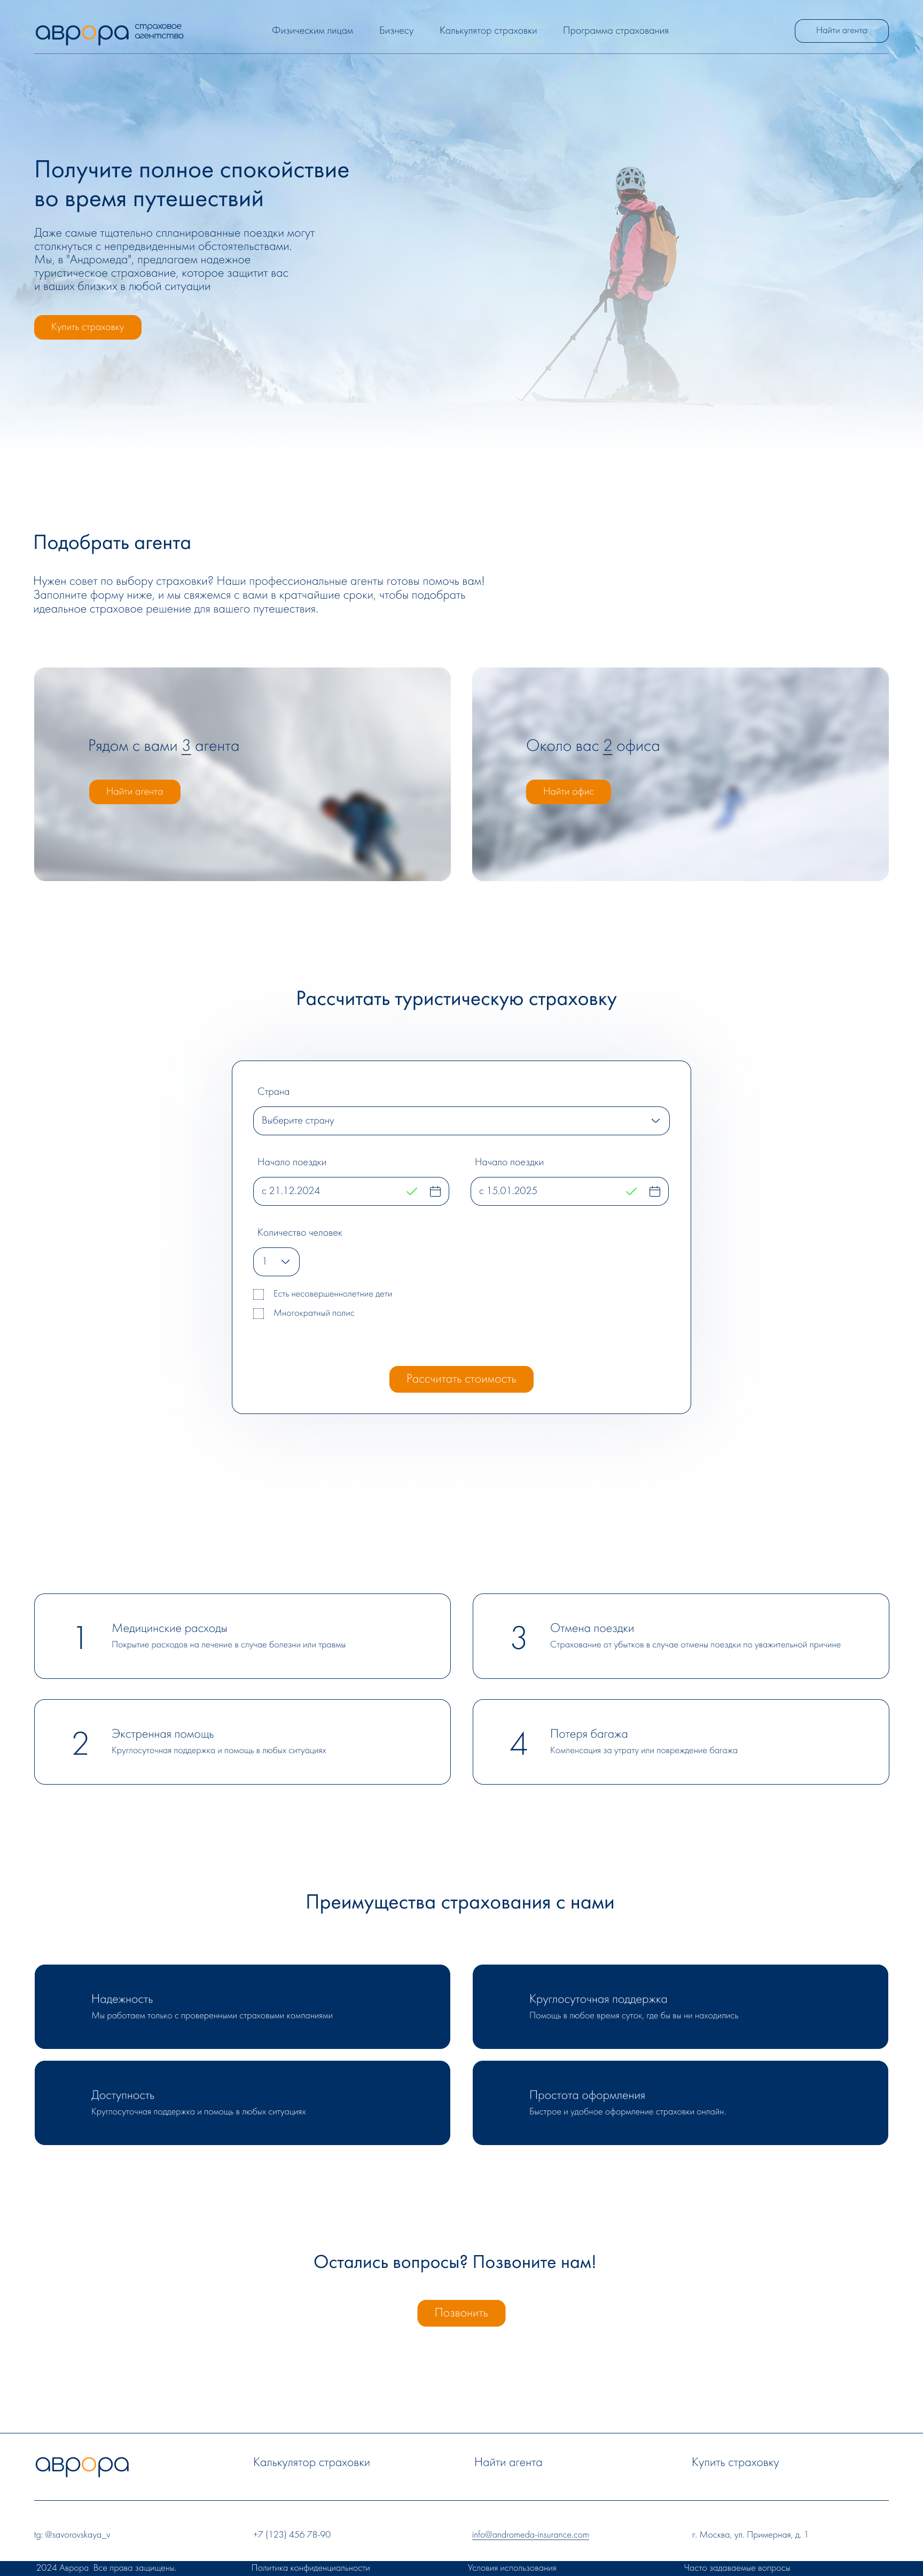 аврора страховое
агентство
Физическим лицам Бизнесу Калькулятор страховки Программа страхования Найти агента
Получите полное спокойствие
во время путешествий
Даже самые тщательно спланированные поездки могут
столкнуться с непредвиденными обстоятельствами.
Мы, в "Андромеда", предлагаем надежное
туристическое страхование, которое защитит вас
и ваших близких в любой ситуации
Купить страховку
Подобрать агента
Нужен совет по выбору страховки? Наши профессиональные агенты готовы помочь вам!
Заполните форму ниже, и мы свяжемся с вами в кратчайшие сроки, чтобы подобрать
идеальное страховое решение для вашего путешествия.
Рядом с вами 3 агента
Найти агента
Около вас 2 офиса
Найти офис
Рассчитать туристическую страховку
Страна
Выберите страну
Начало поездки Начало поездки
с 21.12.2024 с 15.01.2025
Количество человек
1
Есть несовершеннолетние дети
Многократный полис
Рассчитать стоимость
1 Медицинские расходы
Покрытие расходов на лечение в случае болезни или травмы
3 Отмена поездки
Страхование от убытков в случае отмены поездки по уважительной причине
2 Экстренная помощь
Круглосуточная поддержка и помощь в любых ситуациях
4 Потеря багажа
Компенсация за утрату или повреждение багажа
Преимущества страхования с нами
Надежность
Мы работаем только с проверенными страховыми компаниями
Круглосуточная поддержка
Помощь в любое время суток, где бы вы ни находились
Доступность
Круглосуточная поддержка и помощь в любых ситуациях
Простота оформления
Быстрое и удобное оформление страховки онлайн.
Остались вопросы? Позвоните нам!
Позвонить
аврора Калькулятор страховки Найти агента Купить страховку
tg: @savorovskaya_v +7 (123) 456 78-90 info@andromeda-insurance.com г. Москва, ул. Примерная, д. 1
2024 Аврора Все права защищены. Политика конфиденциальности Условия использования Часто задаваемые вопросы